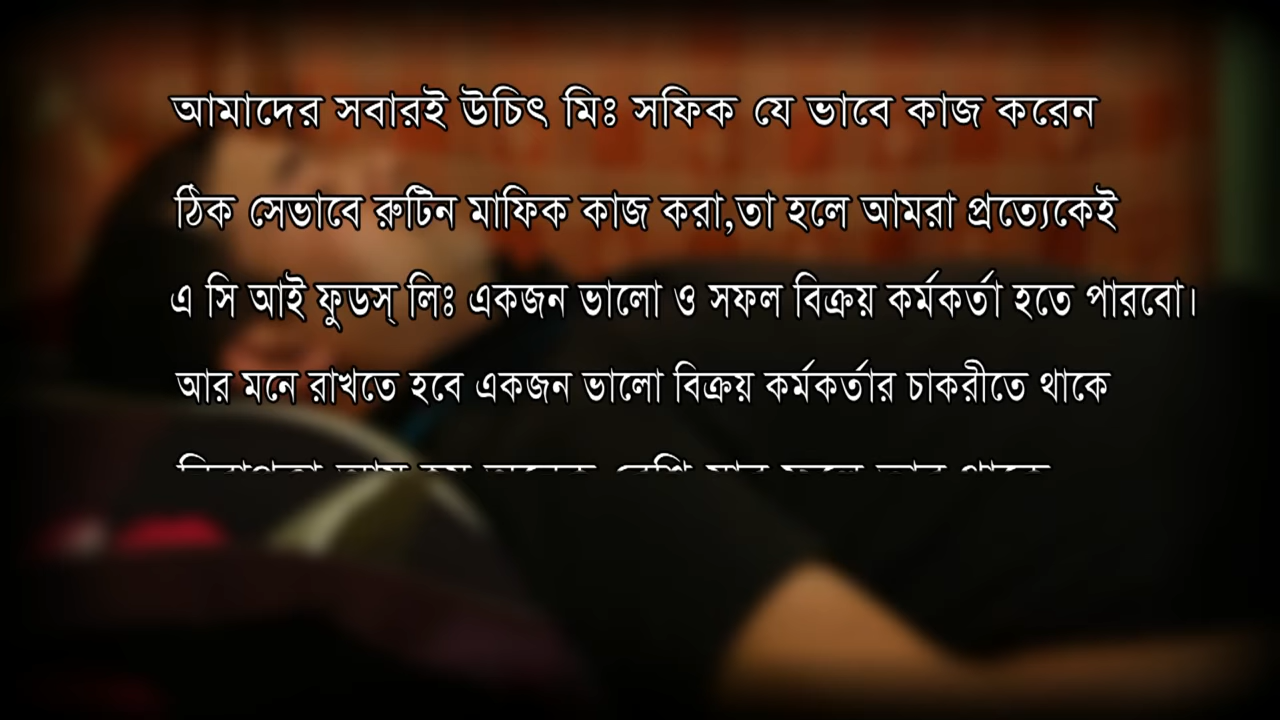 আমাদের সবারই উচিৎ মিঃ সফিক যে ভাবে কাজ করেন
ঠিক সেভাবে রুটিন মাফিক কাজ করা,তা হলে আমরা প্রত্যেকেই
এ সি আই ফুডস্ লিঃ একজন ভালো ও সফল বিক্রয় কর্মকর্তা হতে পারবো।
আর মনে রাখতে হবে একজন ভালো বিক্রয় কর্মকর্তার চাকরীতে থাকে